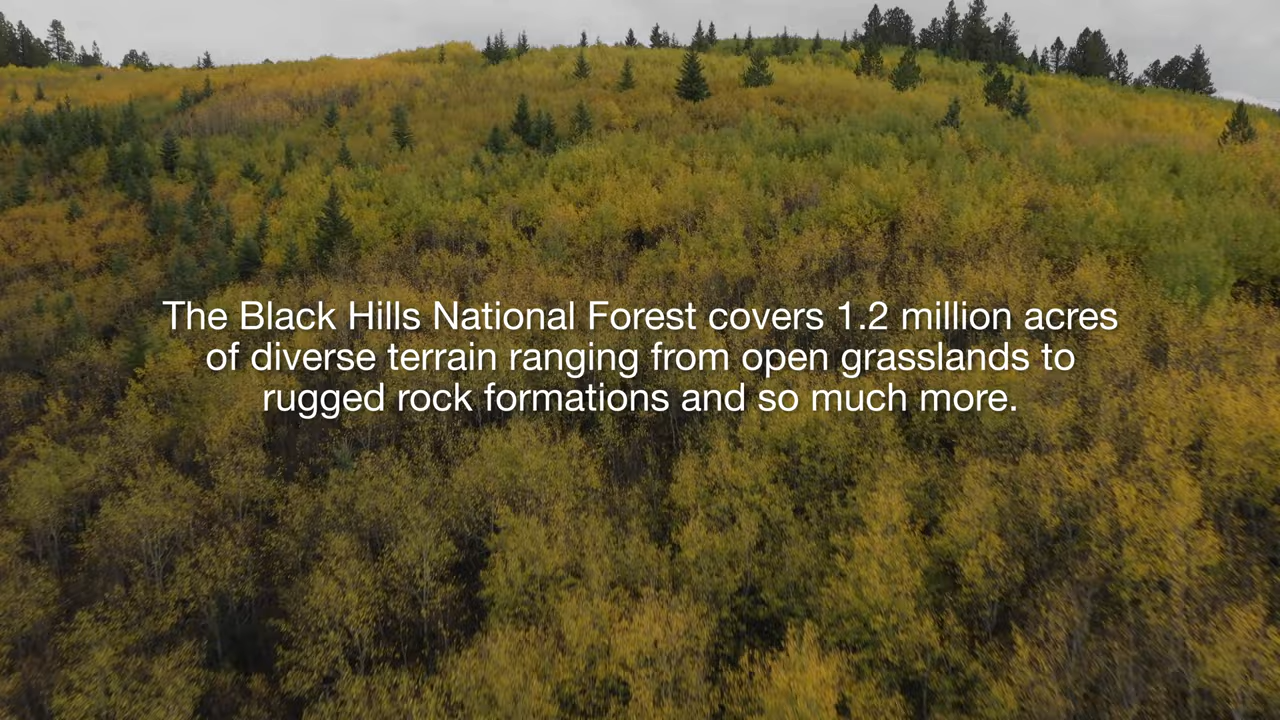 The Black Hills National Forest covers 1.2 million acres
of diverse terrain ranging from open grasslands to
rugged rock formations and so much more.